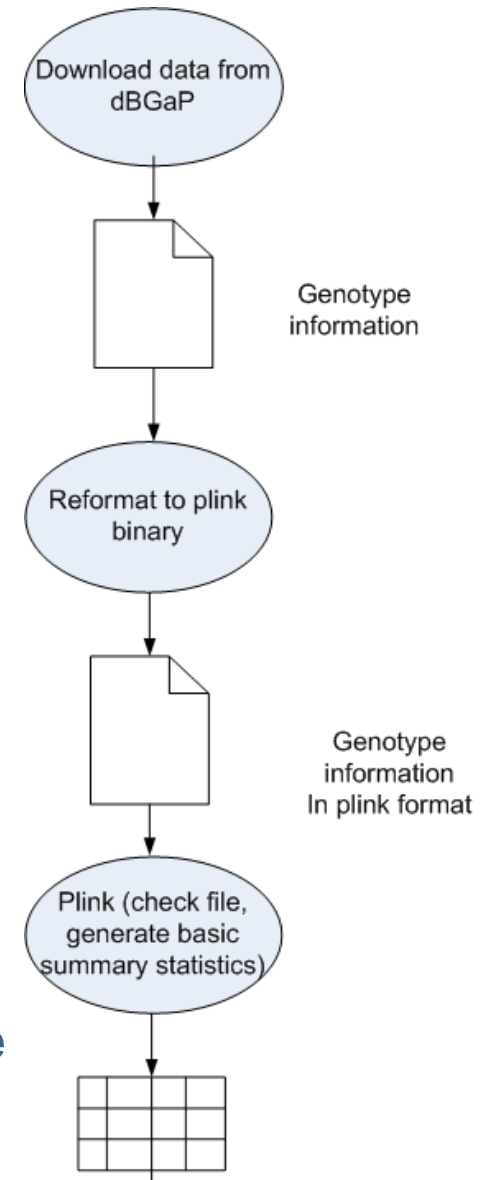 Download data from
dBGaP
Genotype
information
Reformat to plink
binary
Genotype
information
In plink format
Plink (check file,
generate basic
summary statistics)
e